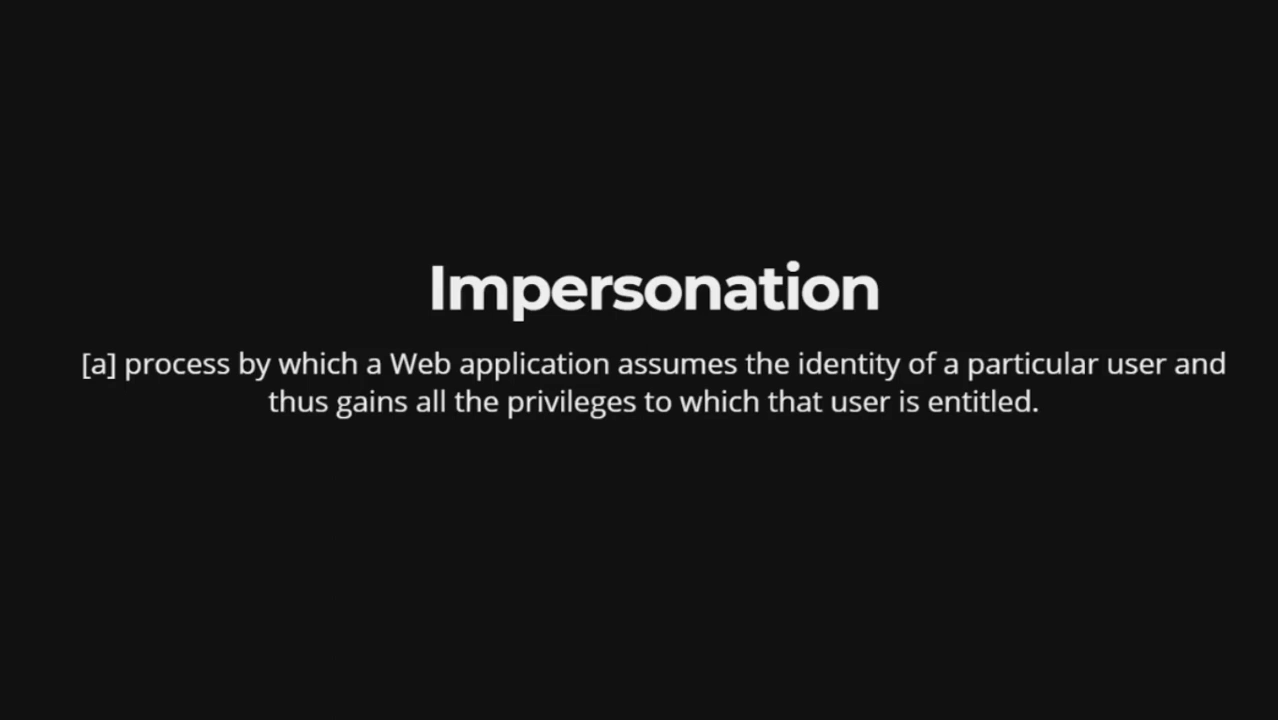 Impersonation
[a] process by which a Web application assumes the identity of a particular user and
thus gains all the privileges to which that user is entitled.